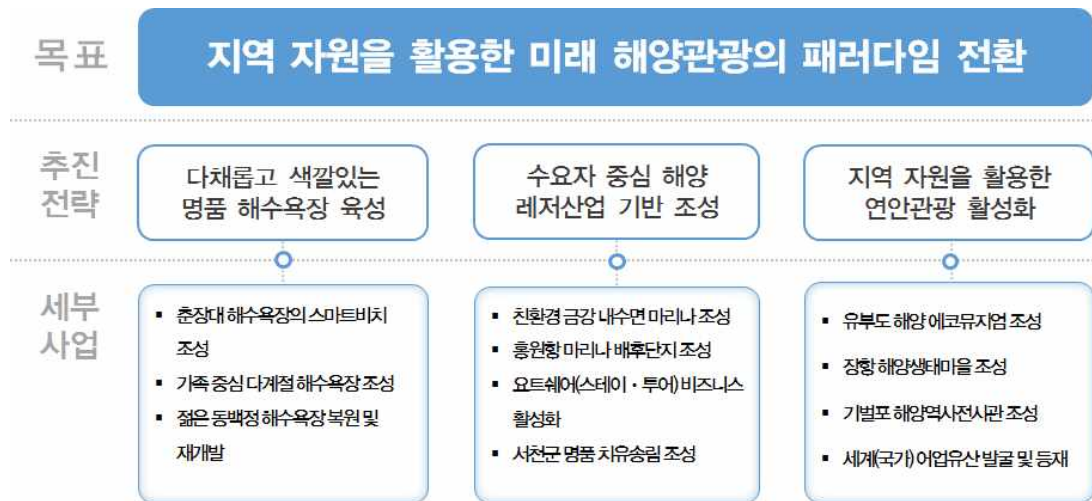 목표
지역 자원을 활용한 미래 해양관광의 패러다임 전환
추진
전략
다채롭고 색깔있는
명품 해수욕장 육성
수요자 중심 해양
레저산업 기반 조성
지역 자원을 활용한
연안관광 활성화
세부
사업
▪ 춘장대 해수욕장의 스마트비치
조성
▪ 가족 중심 다계절 해수욕장 조성
▪ 젊은 동백정 해수욕장 복원 및
재개발
▪ 친환경 금강 내수면 마리나 조성
▪ 홍원항 마리나 배후단지 조성
▪ 요트쉐어(스테이・투어) 비즈니스
활성화
▪ 서천군 명품 치유송림 조성
▪ 유부도 해양 에코뮤지엄 조성
▪ 장항 해양생태마을 조성
▪ 기벌포 해양역사전시관 조성
▪ 세계(국가) 어업유산 발굴 및 등재